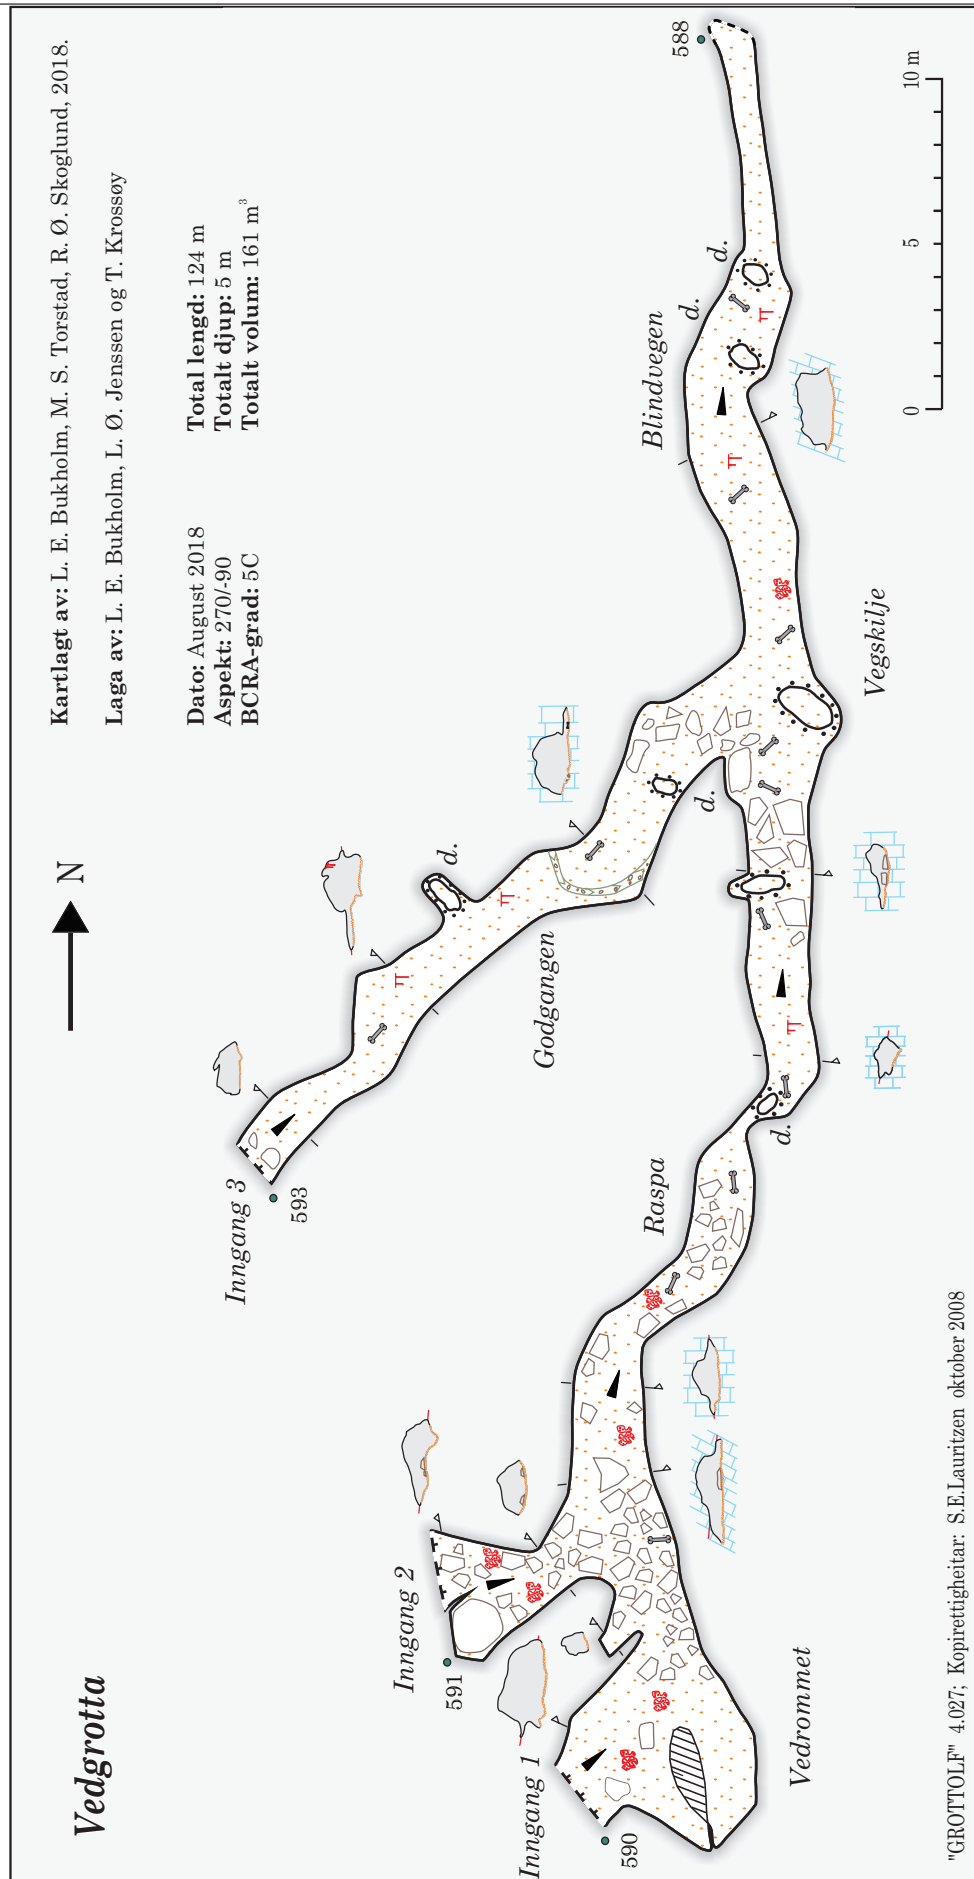 Vedgrotta
Kartlagt av: L. E. Bukholm, M. S. Torstad, R. Ø. Skoglund, 2018.
Laga av: L. E. Bukholm, L. Ø. Jenssen og T. Krossøy
Dato: August 2018
Aspekt: 270/-90
BCRA-grad: 5C
Total lengd: 124 m
Totalt djup: 5 m
Totalt volum: 161 m³
N
Inngang 3
593
d.
Godgangen
Inngang 2
591
Inngang 1
590
Vedrommet
Raspa
d.
d.
Vegskilje
Blindvegen
d.
d.
588
0
5
10 m
"GROTTOLF" 4.027; Kopirettigheitar: S.E.Lauritzen oktober 2008